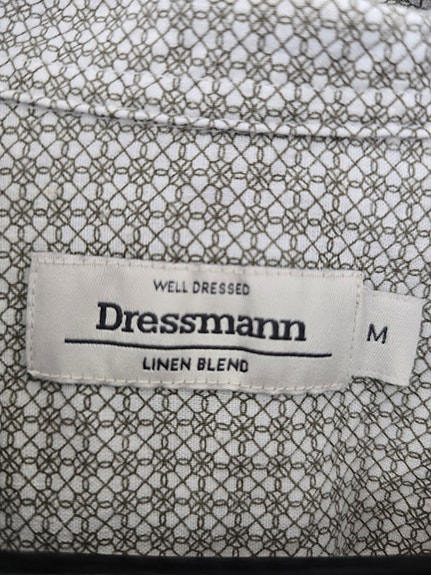 WELL DRESSED
Dressmann
LINEN BLEND
M